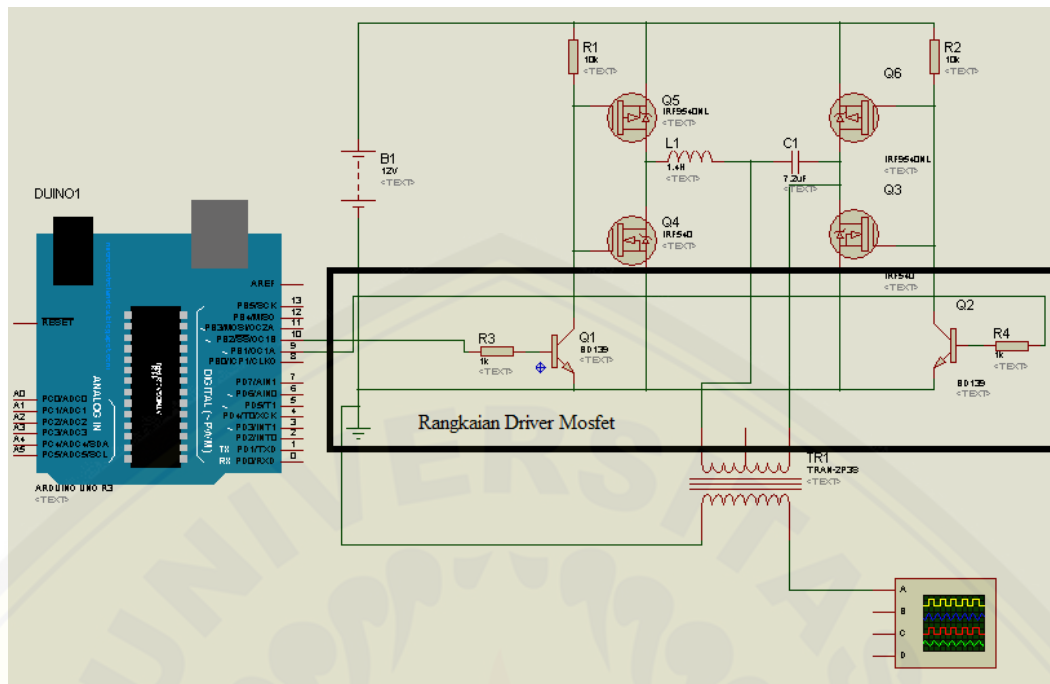 R1
10k
<TEXT>
R2
10k
<TEXT>
Q5
IRF9540NL
<TEXT>
Q6
IRF9540NL
<TEXT>
B1
12V
<TEXT>
L1
1.4H
<TEXT>
C1
7.2uF
<TEXT>
Q3
IRF540
<TEXT>
Q4
IRF540
<TEXT>
DUINO1
RESET
AREF
PB5/SCK
13
PB4/MISO
12
~PB3/MOSI/OC2A
11
~PB2/SS/OC1B
10
~PB1/OC1A
9
PB0/ICP1/CLKO
8
PD7/AIN1
7
~PD6/AIN0
6
~PD5/T1
5
PD4/T0/XCK
4
~PD3/INT1
3
PD2/INT0
2
TX PD1/TXD
1
RX PD0/RXD
0
DIGITAL (~PWM)
ANALOG IN
A0
PC0/ADC0
A1
PC1/ADC1
A2
PC2/ADC2
A3
PC3/ADC3
A4
PC4/ADC4/SDA
A5
PC5/ADC5/SCL
ARDUINO UNO R3
<TEXT>
R3
1k
<TEXT>
Q1
BD139
<TEXT>
Q2
BD139
<TEXT>
R4
1k
<TEXT>
Rangkaian Driver Mosfet
TR1
TRAN-2P3S
<TEXT>
A
B
C
D
UNIVERSITAS